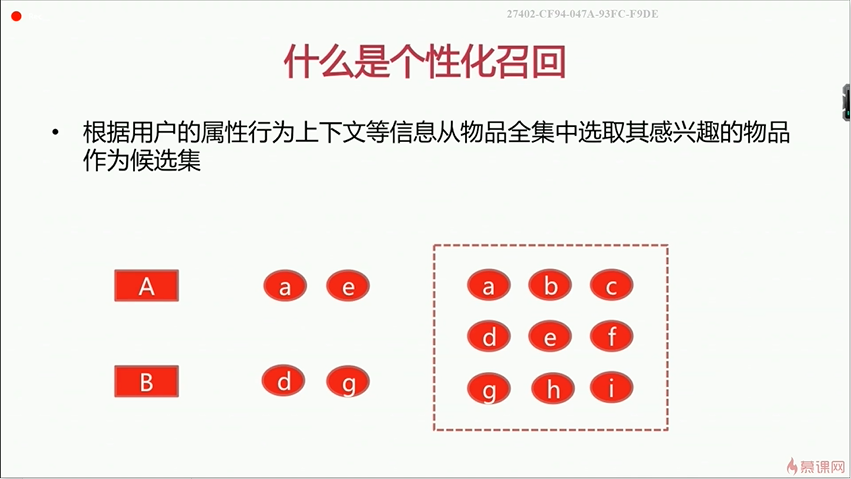 27402-CF94-047A-93FC-F9DE
什么是个性化召回
• 根据用户的属性行为上下文等信息从物品全集中选取其感兴趣的物品
作为候选集
A a e a b c
d e f
B d g g h i
慕课网